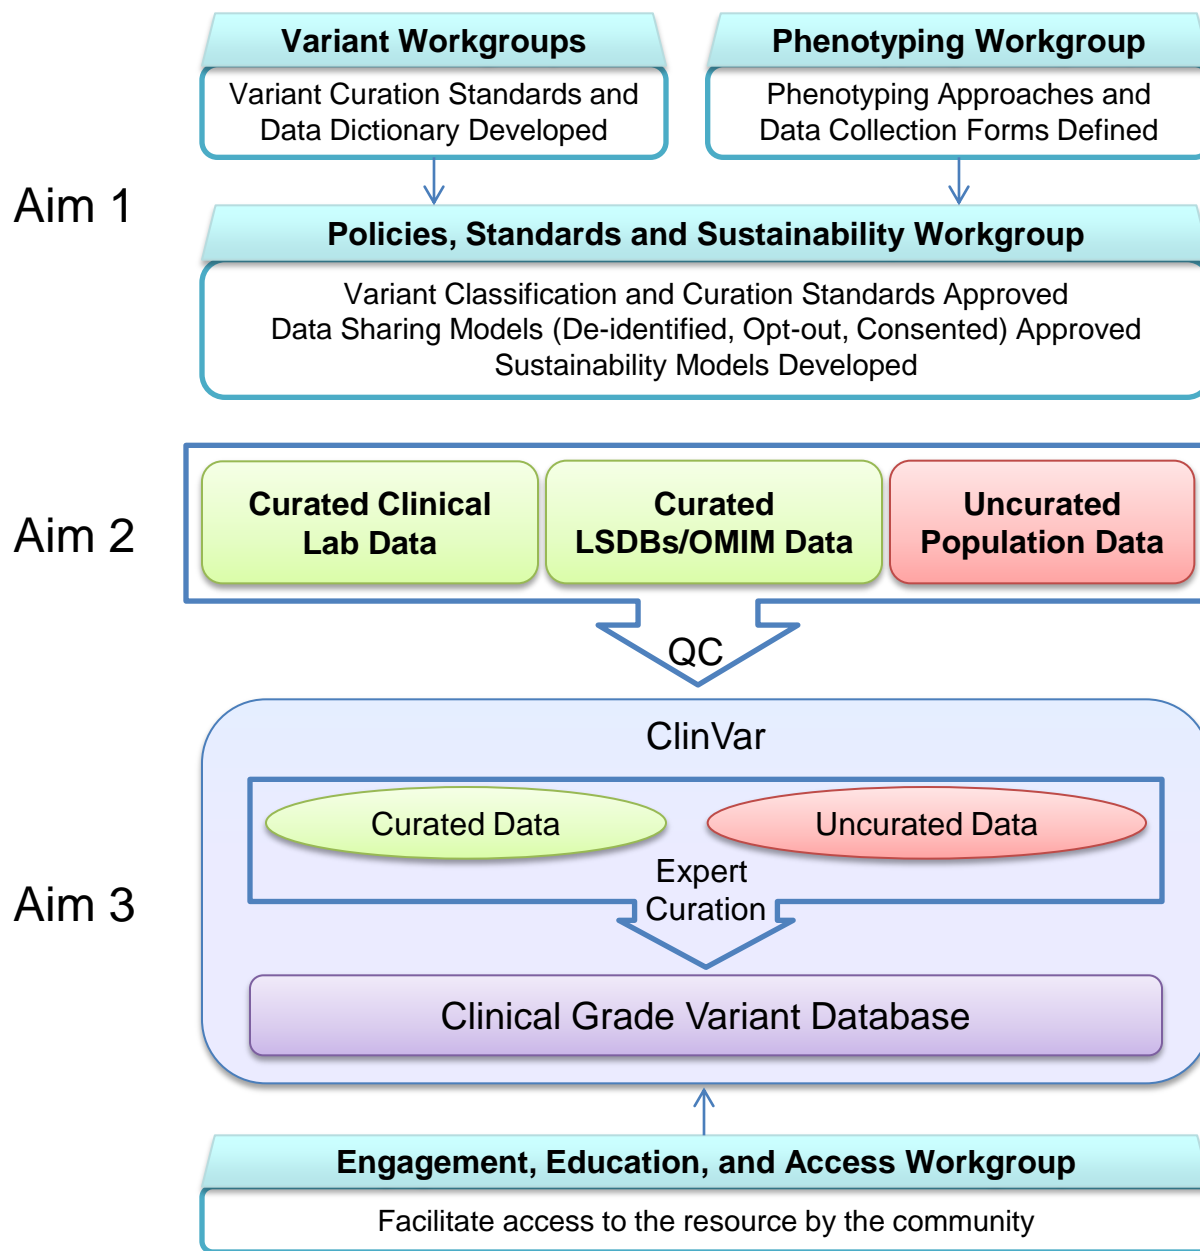 Variant Workgroups
Variant Curation Standards and
Data Dictionary Developed
Phenotyping Workgroup
Phenotyping Approaches and
Data Collection Forms Defined
Aim 1
Policies, Standards and Sustainability Workgroup
Variant Classification and Curation Standards Approved
Data Sharing Models (De-identified, Opt-out, Consented) Approved
Sustainability Models Developed
Aim 2
Curated Clinical
Lab Data
Curated
LSDBs/OMIM Data
Uncurated
Population Data
QC
ClinVar
Curated Data
Uncurated Data
Aim 3
Expert
Curation
Clinical Grade Variant Database
Engagement, Education, and Access Workgroup
Facilitate access to the resource by the community